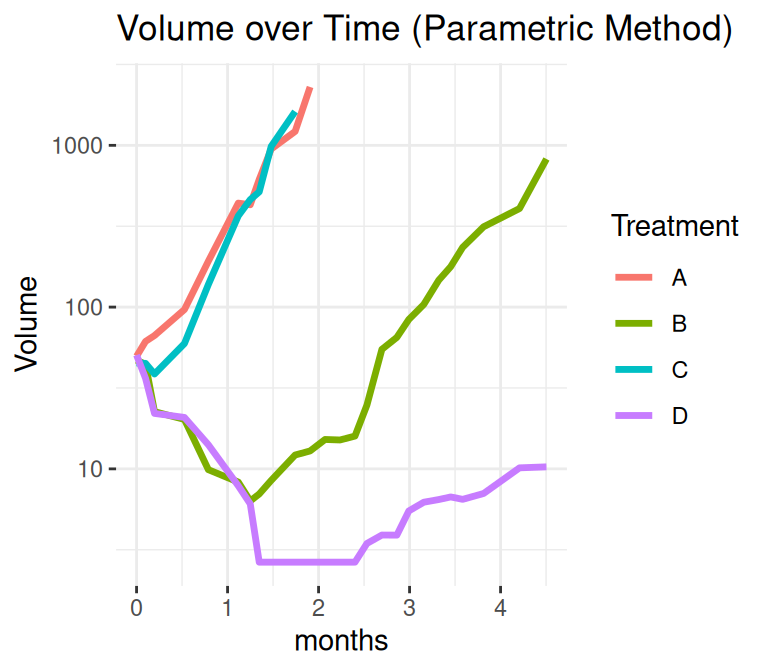 Volume over Time (Parametric Method)
1000
100
10
Volume
0 1 2 3 4
months
Treatment
A
B
C
D